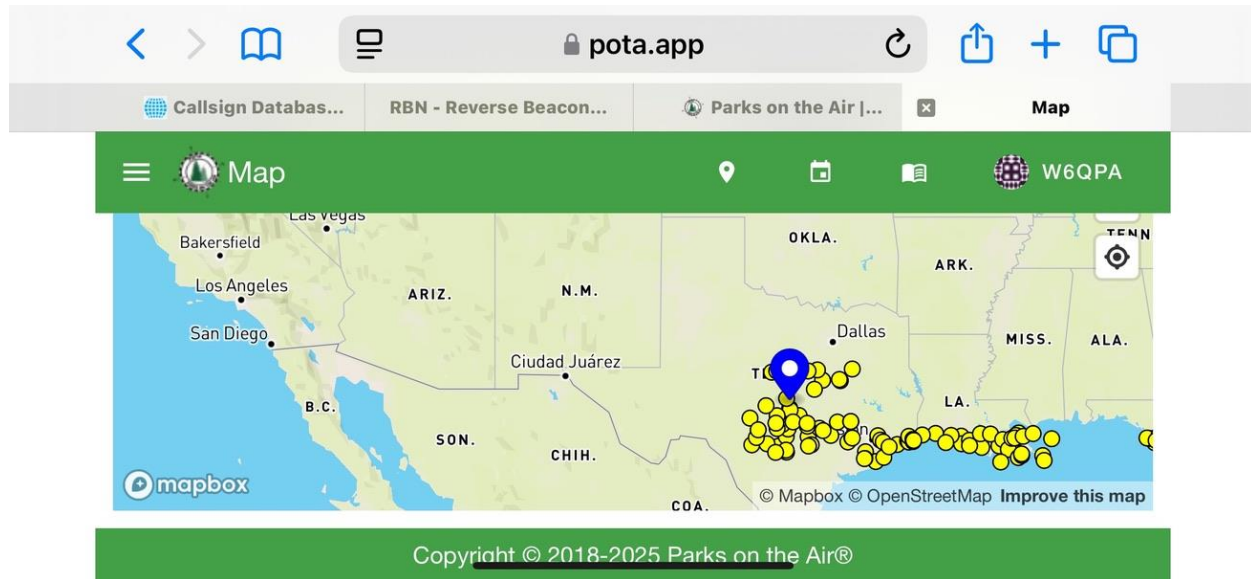 pota.app
Callsign Databas...
RBN - Reverse Beacon...
Parks on the Air |...
Map
Map
W6QPA
Las Vegas
Bakersfield
OKLA.
TENN
ARK.
Los Angeles
ARIZ.
N.M.
San Diego
Dallas
MISS.
ALA.
Ciudad Juárez
B.C.
LA.
SON.
CHIH.
mapbox
COA.
© Mapbox © OpenStreetMap Improve this map
Copyright © 2018-2025 Parks on the Air®